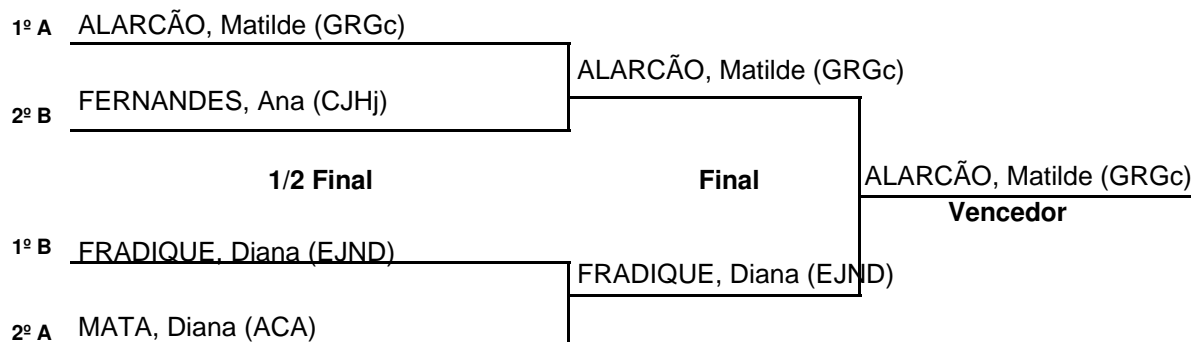 1º A ALARCÃO, Matilde (GRGc)
ALARCÃO, Matilde (GRGc)
2º B FERNANDES, Ana (CJHj)
1/2 Final Final ALARCÃO, Matilde (GRGc)
Vencedor
1º B FRADIQUE, Diana (EJND)
FRADIQUE, Diana (EJND)
2º A MATA, Diana (ACA)